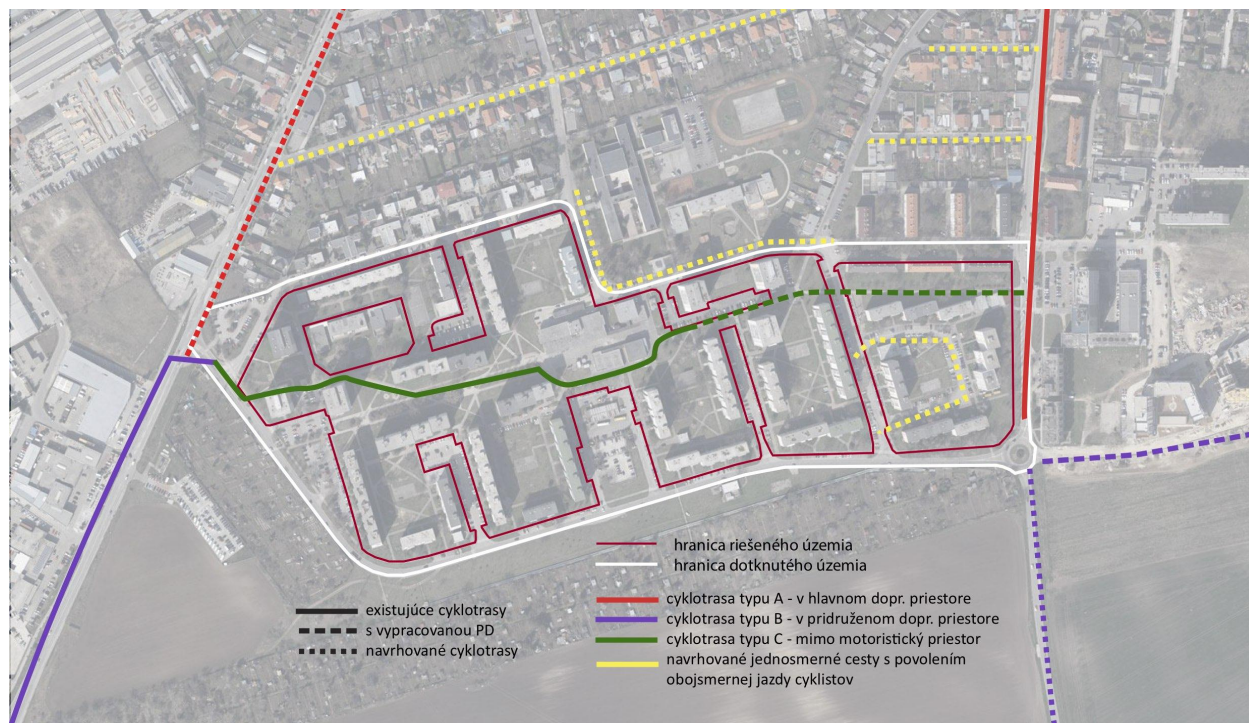 hranica riešeného územia
hranica dotknutého územia
existujúce cyklotrasy
s vypracovanou PD
navrhované cyklotrasy
cyklotrasa typu A - v hlavnom dopr. priestore
cyklotrasa typu B - v pridruženom dopr. priestore
cyklotrasa typu C - mimo motoristický priestor
navrhované jednosmerné cesty s povolením
obojsmernej jazdy cyklistov